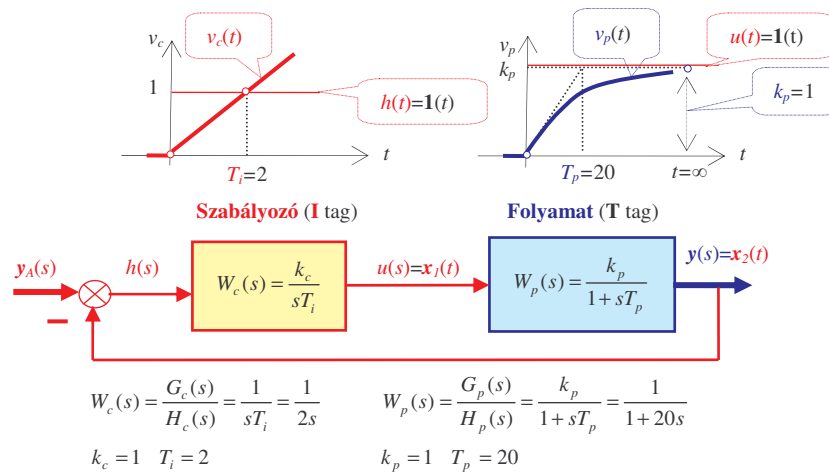 v_c
v_c(t)
1
h(t)=1(t)
T_i=2
t
v_p
k_p
v_p(t)
u(t)=1(t)
k_p=1
T_p=20
t=∞
t
Szabályozó (I tag)
Folyamat (T tag)
y_A(s)
h(s)
W_c(s) = k_c / sT_i
u(s)=x_1(t)
W_p(s) = k_p / 1 + sT_p
y(s)=x_2(t)
−
W_c(s) = G_c(s) / H_c(s) = 1 / sT_i = 1 / 2s
W_p(s) = G_p(s) / H_p(s) = k_p / 1 + sT_p = 1 / 1 + 20s
k_c = 1 T_i = 2
k_p = 1 T_p = 20